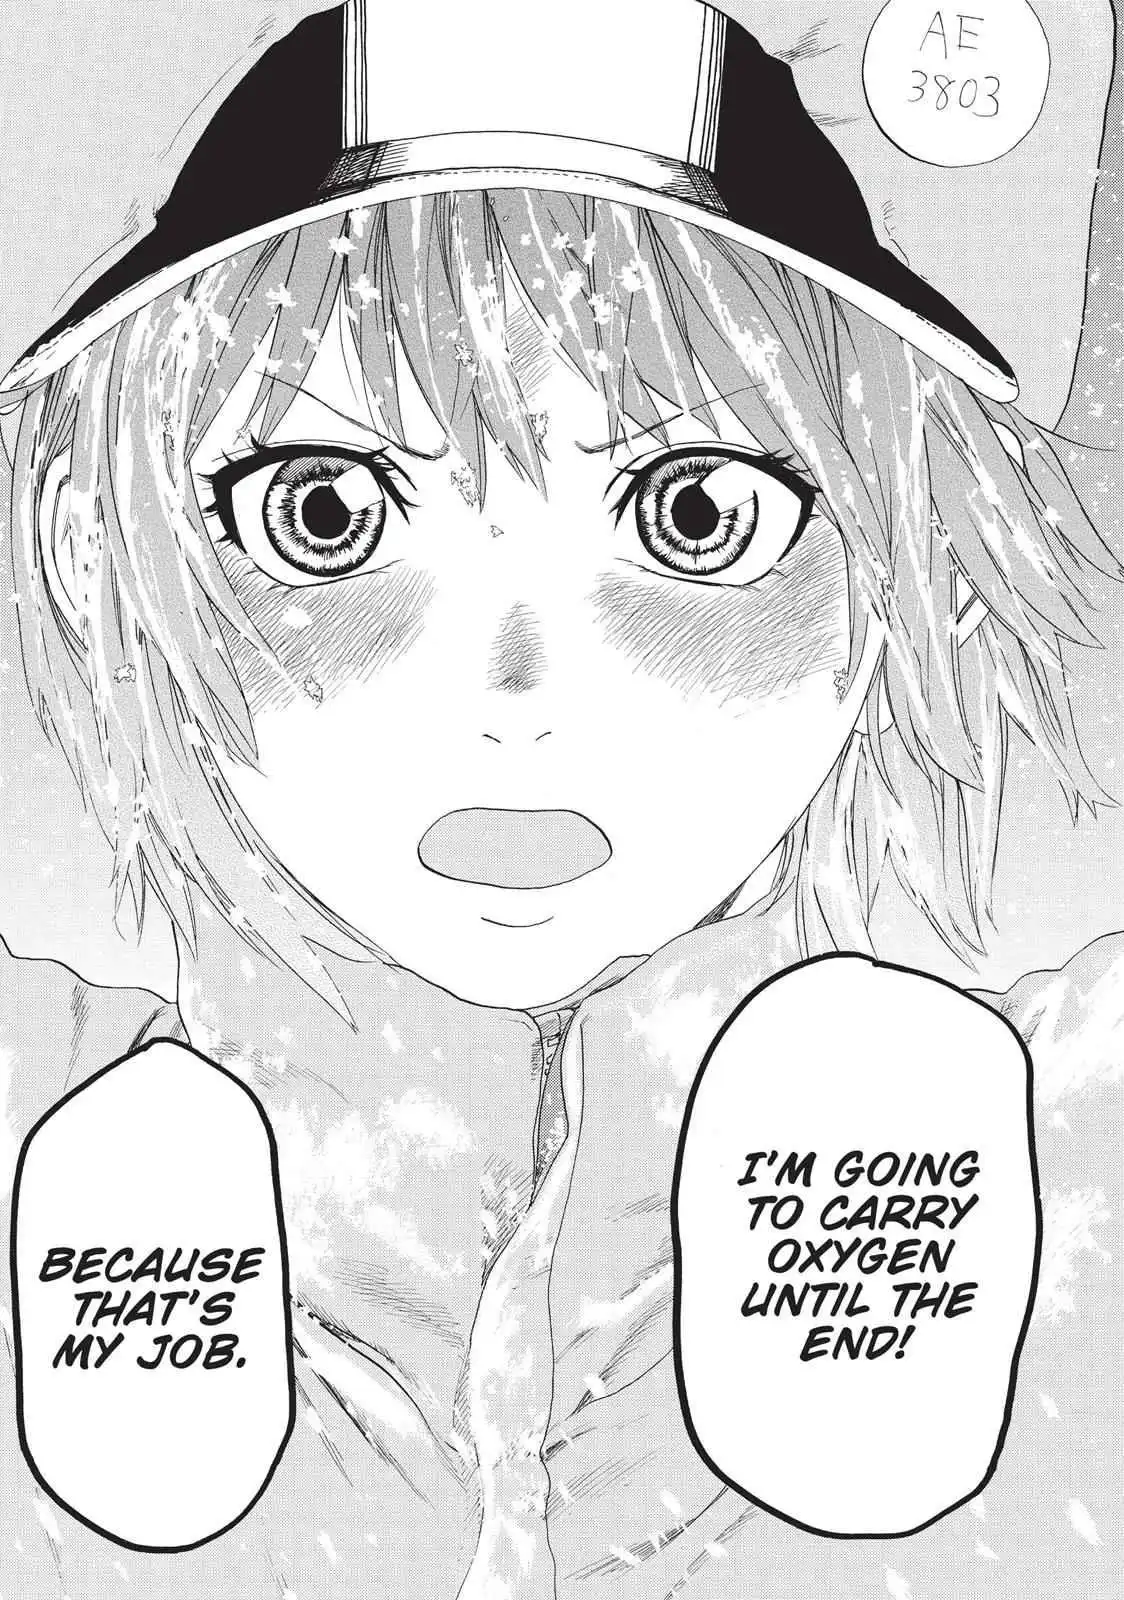 AE
3803
I'M GOING
TO CARRY
OXYGEN
UNTIL THE
END!
BECAUSE
THAT'S
MY JOB.